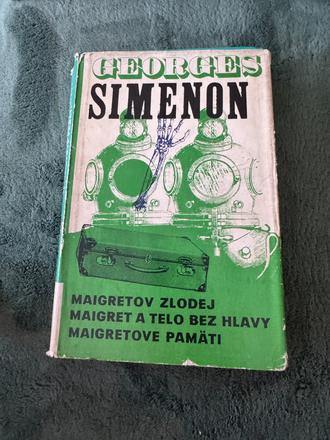 GEORGES
SIMENON
MAIGRETOV ZLODEJ
MAIGRET A TELO BEZ HLAVY
MAIGRETOVE PAMÄTI